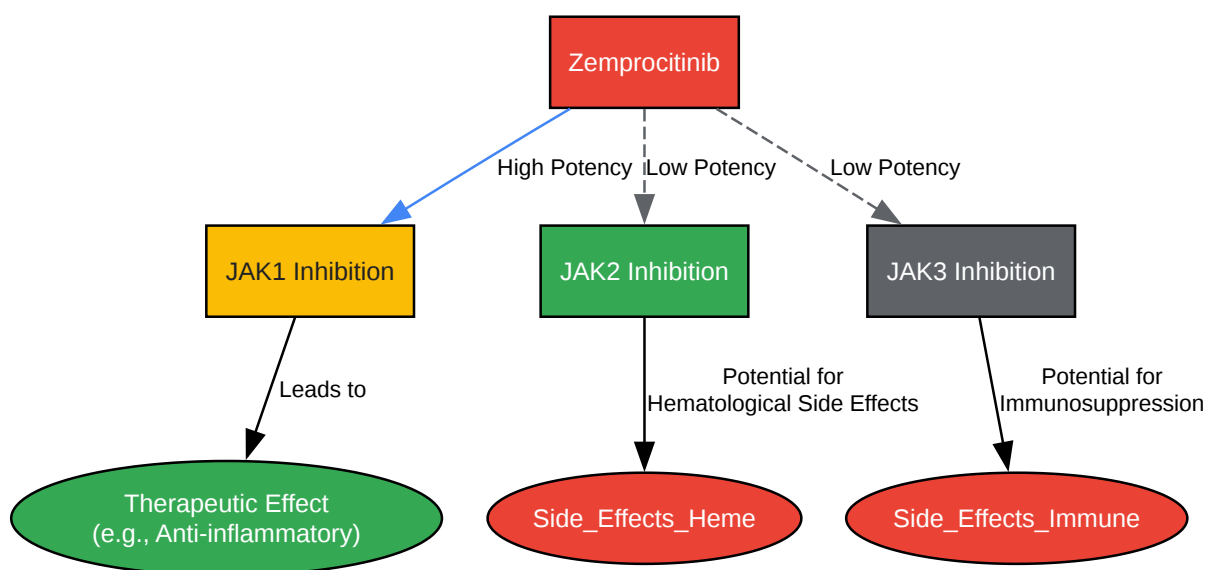 Zemprocitinib
High Potency
Low Potency
Low Potency
JAK1 Inhibition
JAK2 Inhibition
JAK3 Inhibition
Leads to
Potential for
Hematological Side Effects
Potential for
Immunosuppression
Therapeutic Effect
(e.g., Anti-inflammatory)
Side_Effects_Heme
Side_Effects_Immune